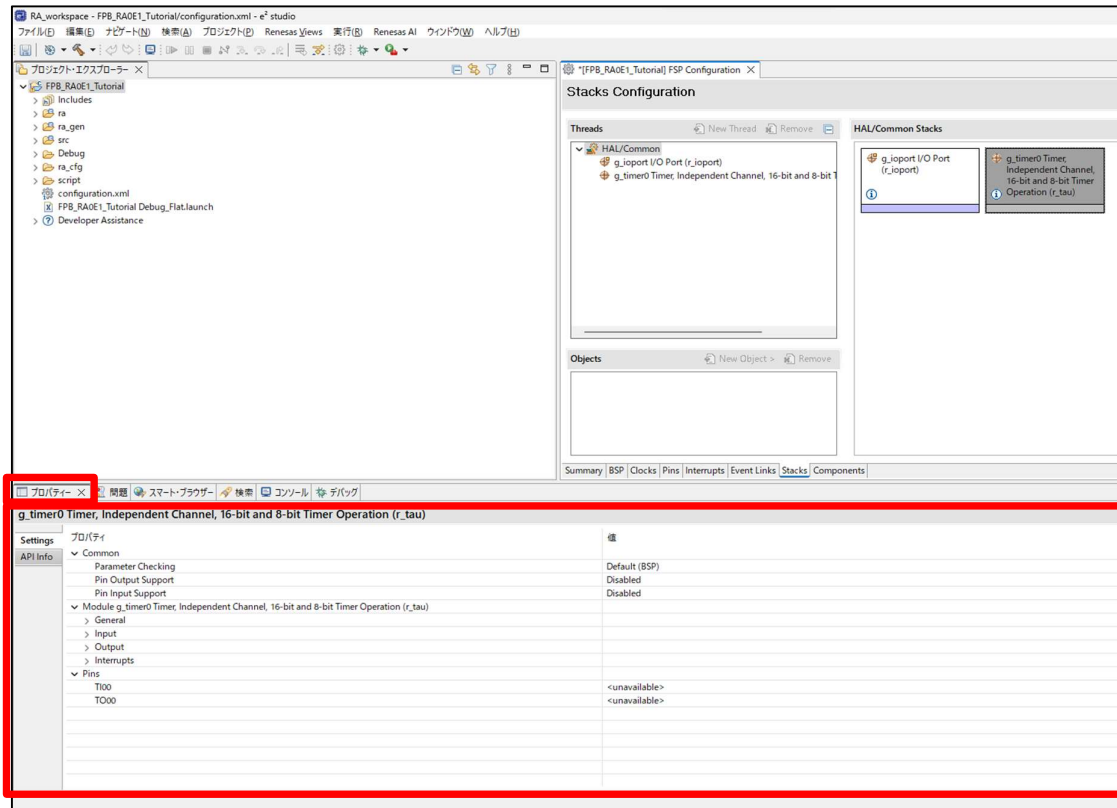 RA_workspace - FPB_RA0E1_Tutorial/configuration.xml - e² studio
ファイル(F) 編集(E) ナビゲート(N) 検索(A) プロジェクト(P) Renesas Views 実行(R) Renesas AI ウィンドウ(W) ヘルプ(H)
プロジェクト・エクスプローラー
FPB_RA0E1_Tutorial
Includes
ra
ra_gen
src
Debug
ra_cfg
script
configuration.xml
FPB_RA0E1_Tutorial Debug_Flat.launch
Developer Assistance
*[FPB_RA0E1_Tutorial] FSP Configuration
Stacks Configuration
Threads New Thread Remove
HAL/Common
g_ioport I/O Port (r_ioport)
g_timer0 Timer, Independent Channel, 16-bit and 8-bit T
Objects New Object > Remove
HAL/Common Stacks
g_ioport I/O Port
(r_ioport)
g_timer0 Timer,
Independent Channel,
16-bit and 8-bit Timer
Operation (r_tau)
Summary BSP Clocks Pins Interrupts Event Links Stacks Components
プロパティー 問題 スマート・ブラウザー 検索 コンソール デバッグ
g_timer0 Timer, Independent Channel, 16-bit and 8-bit Timer Operation (r_tau)
Settings
API Info
プロパティ 値
Common
Parameter Checking Default (BSP)
Pin Output Support Disabled
Pin Input Support Disabled
Module g_timer0 Timer, Independent Channel, 16-bit and 8-bit Timer Operation (r_tau)
General
Input
Output
Interrupts
Pins
TI00 <unavailable>
TO00 <unavailable>